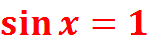 sin x = 1